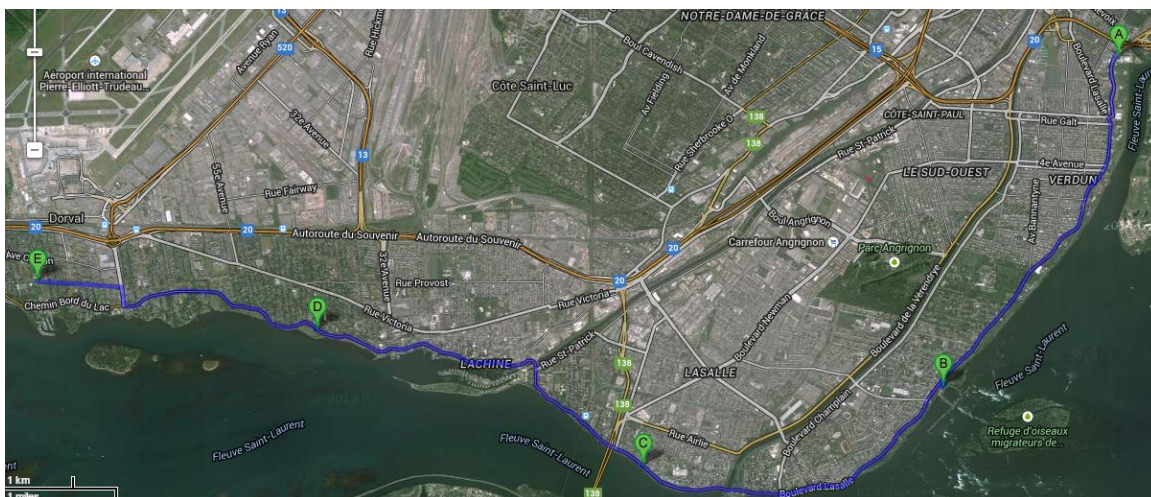 13
520
Avenue Ryan
Rue Hickmo
NOTRE-DAME-DE-GRÂCE
15
20
Boulevard Lasalle
A
Aéroport international
Pierre-Elliott-Trudeau...
Côte Saint-Luc
Boul Cavendish
Av Fielding
Av de Monkland
138
138
Rue Sherbrooke O
Rue St-Patrick
CÔTE-SAINT-PAUL
Rue Galt
Fleuve Saint-Laurent
32e Avenue
13
55e Avenue
Rue Fairway
LE SUD-OUEST
4e Avenue
VERDUN
Av Bannantyne
Dorval
20
20
Autoroute du Souvenir
Autoroute du Souvenir
20
Boul Angrignon
Carrefour Angrignon
Parc Angrignon
E
32e Avenue
Rue Provost
20
Rue Victoria
Chemin Bord du Lac
D
Rue Victoria
Boulevard Newman
Boulevard de la Vérendrye
LACHINE
Rue St-Patrick
138
LASALLE
B
Fleuve Saint-Laurent
138
Rue Airlie
Boulevard Champlain
Refuge d'oiseaux
migrateurs de...
C
Fleuve Saint-Laurent
Fleuve Saint-Laurent
1 km
1 miles
138
Boulevard Lasalle